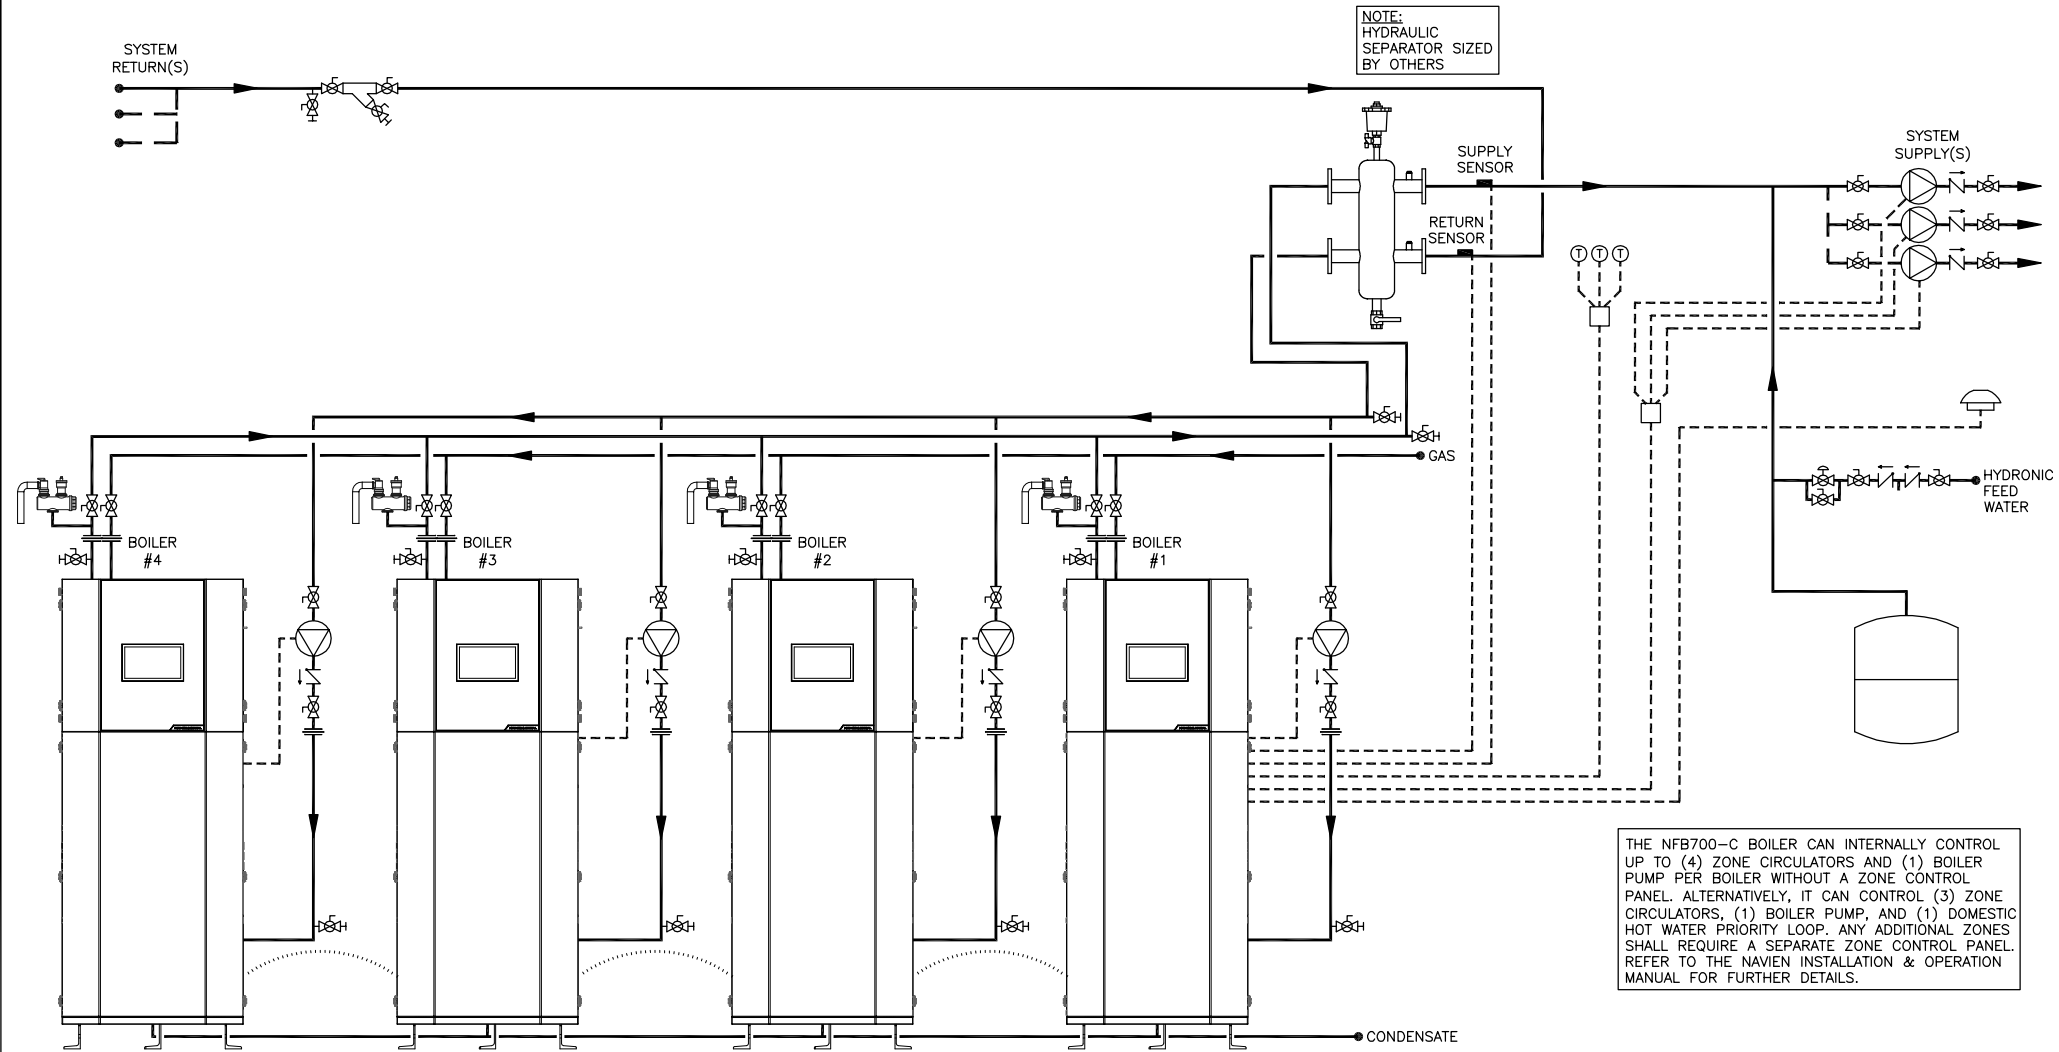 NOTE:
HYDRAULIC
SEPARATOR SIZED
BY OTHERS
SYSTEM
RETURN(S)
SUPPLY
SENSOR
SYSTEM
SUPPLY(S)
RETURN
SENSOR
T T T
GAS
HYDRONIC
FEED
WATER
BOILER
#4
BOILER
#3
BOILER
#2
BOILER
#1
THE NFB700-C BOILER CAN INTERNALLY CONTROL
UP TO (4) ZONE CIRCULATORS AND (1) BOILER
PUMP PER BOILER WITHOUT A ZONE CONTROL
PANEL. ALTERNATIVELY, IT CAN CONTROL (3) ZONE
CIRCULATORS, (1) BOILER PUMP, AND (1) DOMESTIC
HOT WATER PRIORITY LOOP. ANY ADDITIONAL ZONES
SHALL REQUIRE A SEPARATE ZONE CONTROL PANEL.
REFER TO THE NAVIEN INSTALLATION & OPERATION
MANUAL FOR FURTHER DETAILS.
CONDENSATE